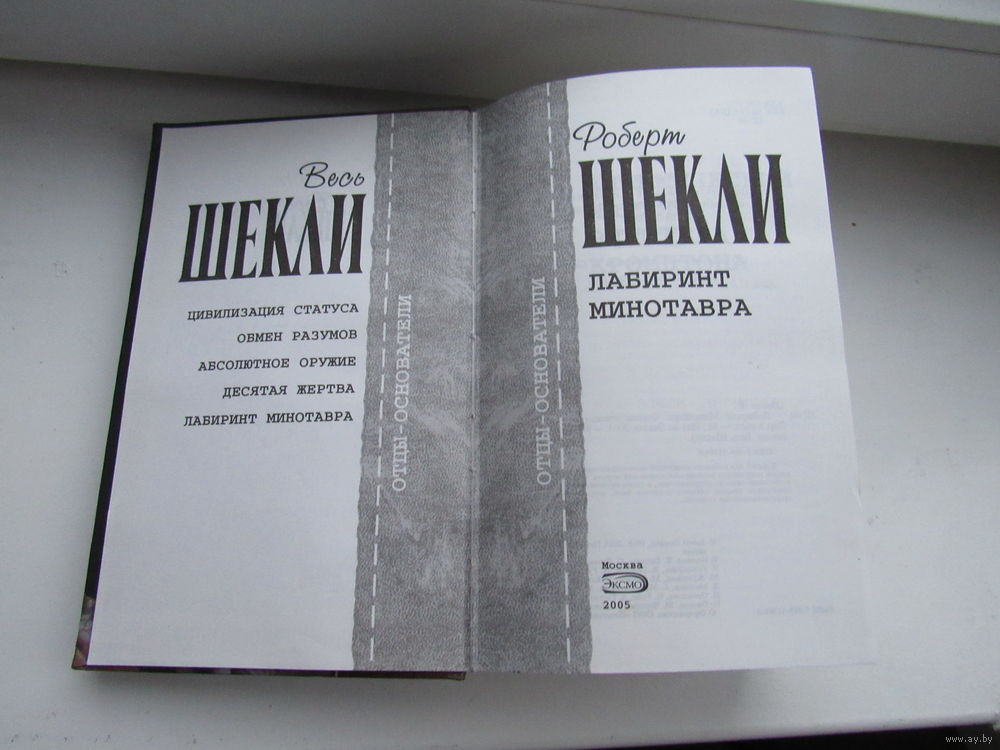 Весь
ШЕКЛИ
ЦИВИЛИЗАЦИЯ СТАТУСА
ОБМЕН РАЗУМОВ
АБСОЛЮТНОЕ ОРУЖИЕ
ДЕСЯТАЯ ЖЕРТВА
ЛАБИРИНТ МИНОТАВРА
ОТЦЫ-ОСНОВАТЕЛИ
ОТЦЫ-ОСНОВАТЕЛИ
Роберт
ШЕКЛИ
ЛАБИРИНТ
МИНОТАВРА
Москва
ЭКСМО
2005
www.ay.by